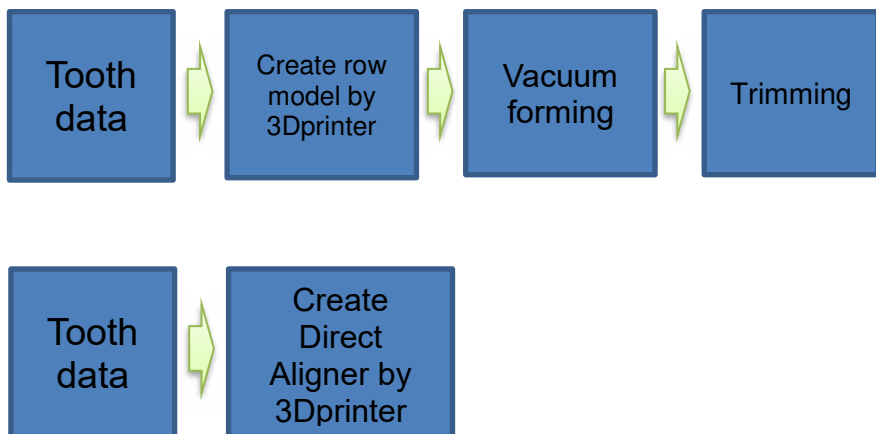 Tooth
data
Create row
model by
3Dprinter
Vacuum
forming
Trimming
Tooth
data
Create
Direct
Aligner by
3Dprinter